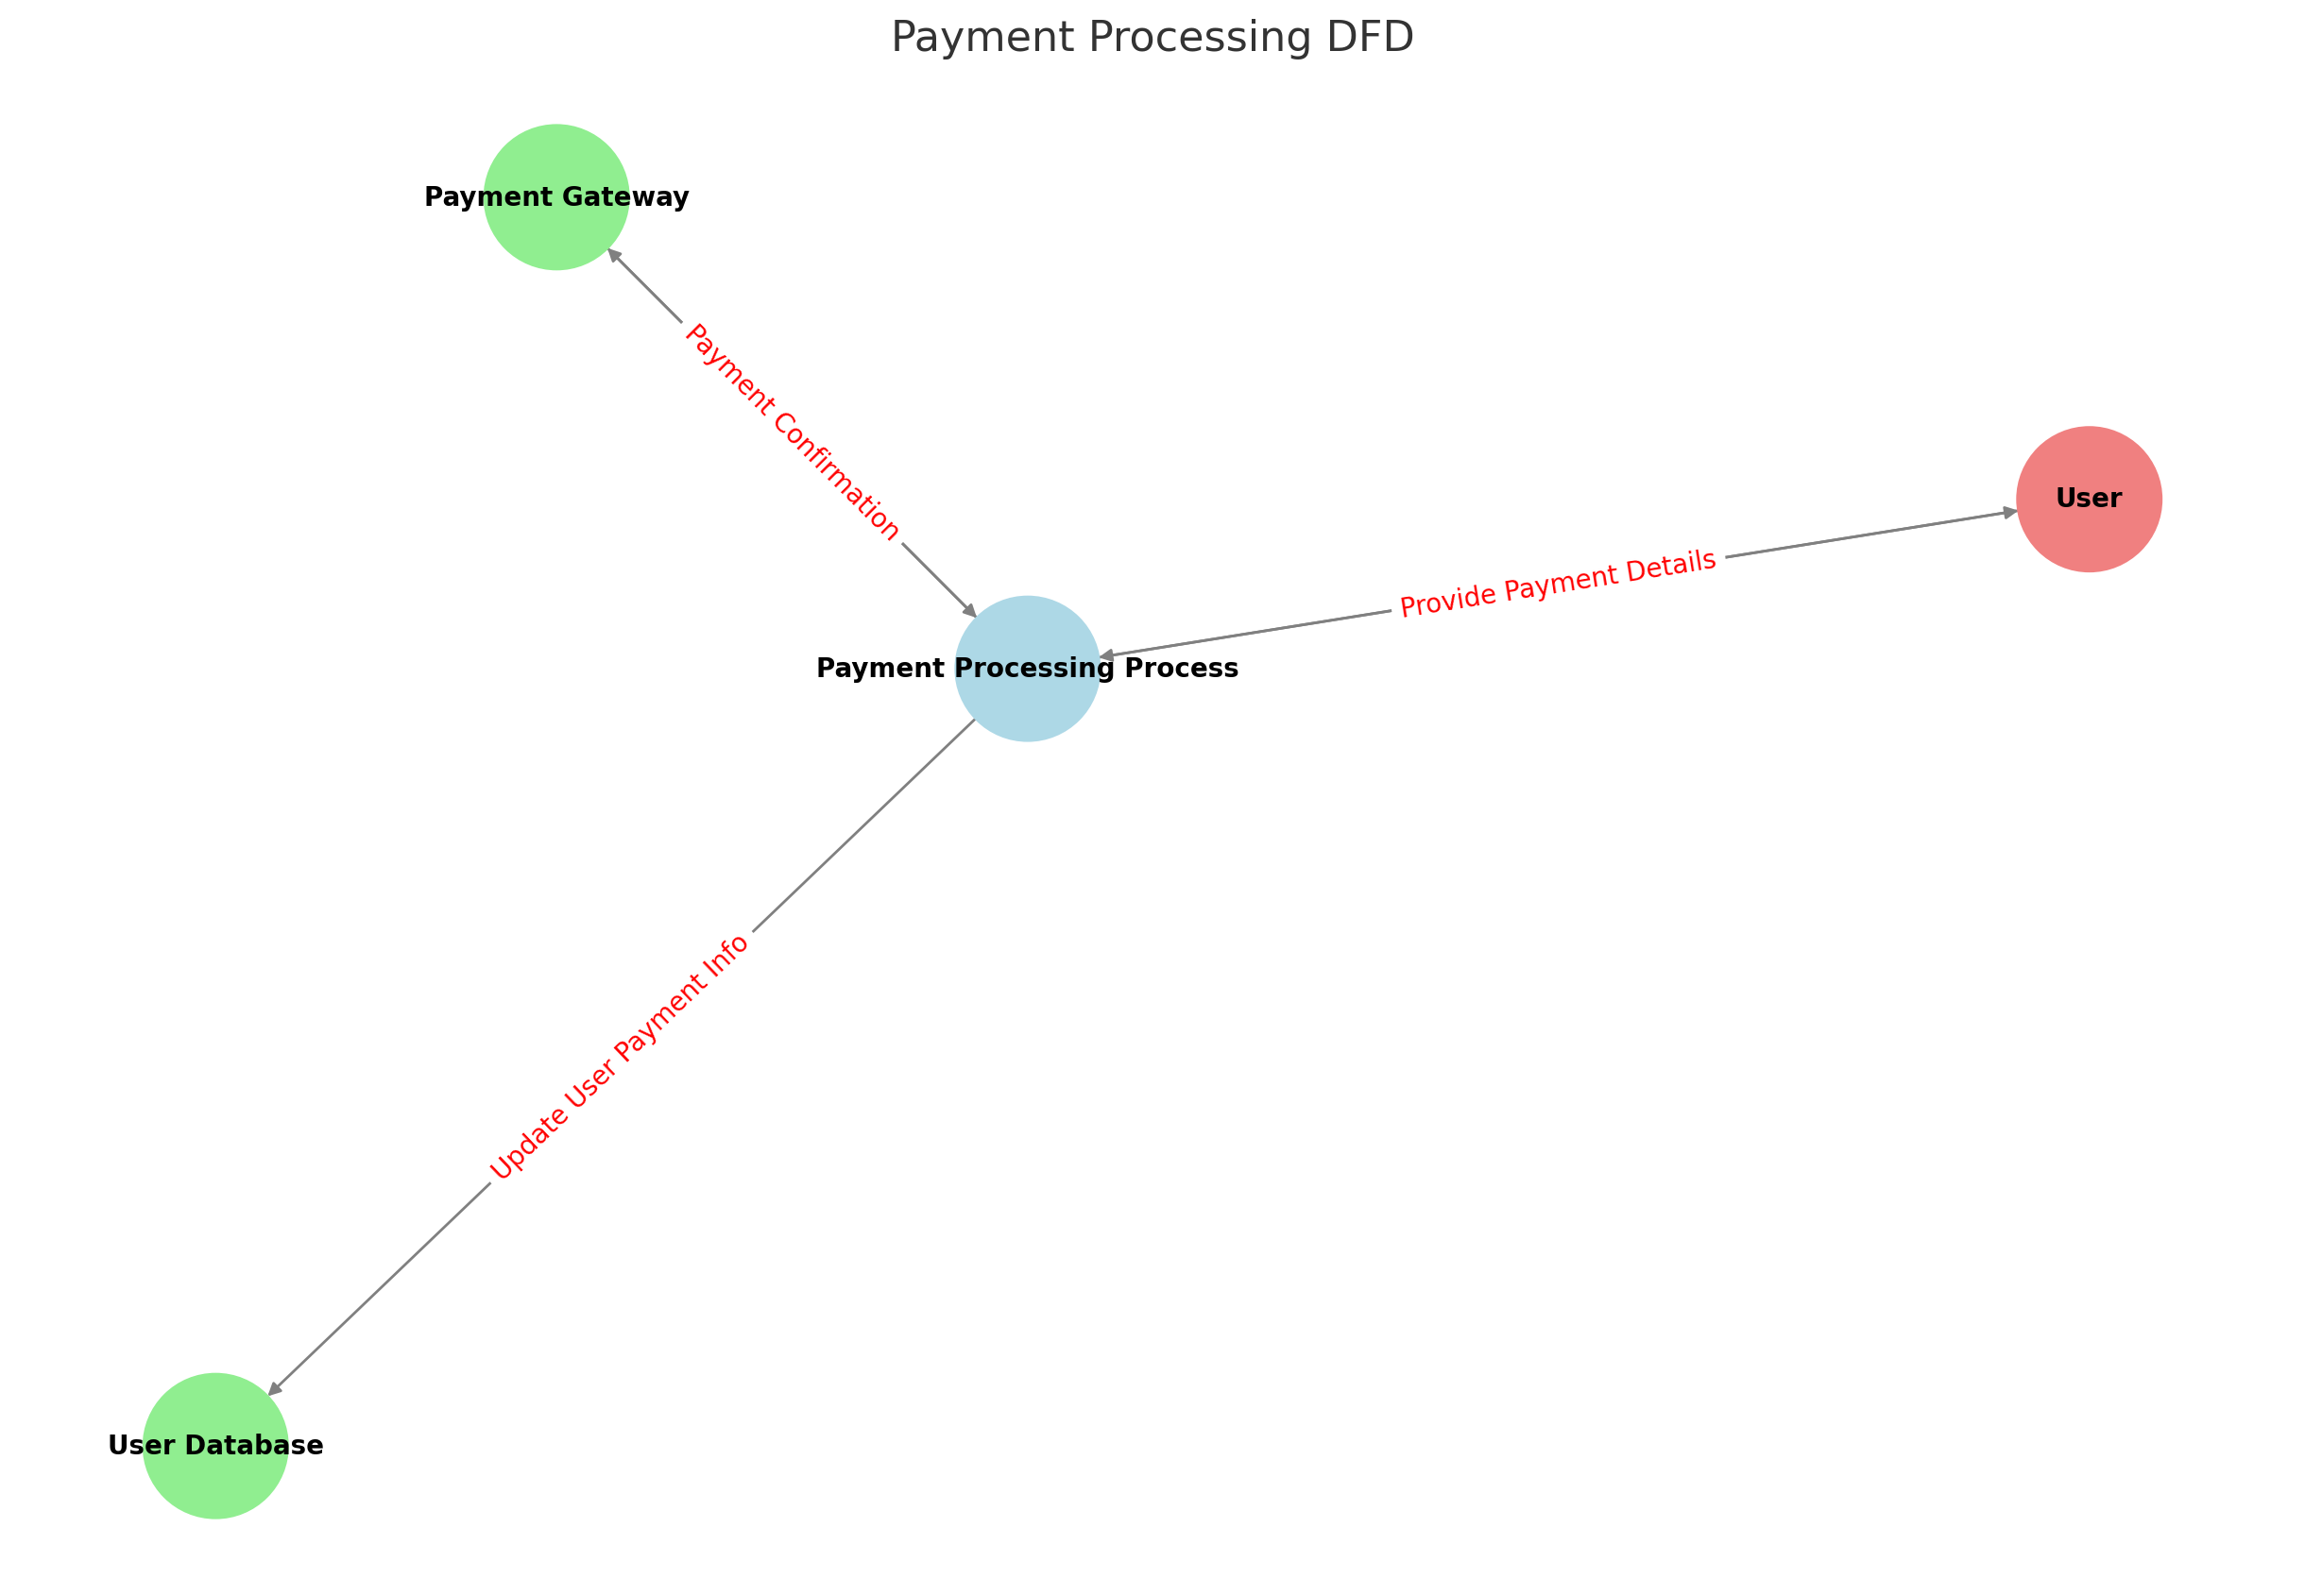 Payment Processing DFD
Payment Gateway
Payment Confirmation
User
Provide Payment Details
Payment Processing Process
Update User Payment Info
User Database